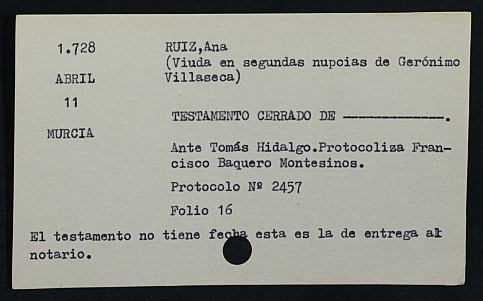 1.728 RUIZ,Ana
(Viuda en segundas nupcias de Gerónimo
ABRIL Villaseca)
11
TESTAMENTO CERRADO DE ————————.
MURCIA
Ante Tomás Hidalgo.Protocoliza Fran-
cisco Baquero Montesinos.
Protocolo Nº 2457
Folio 16
El testamento no tiene fecha esta es la de entrega al
notario.